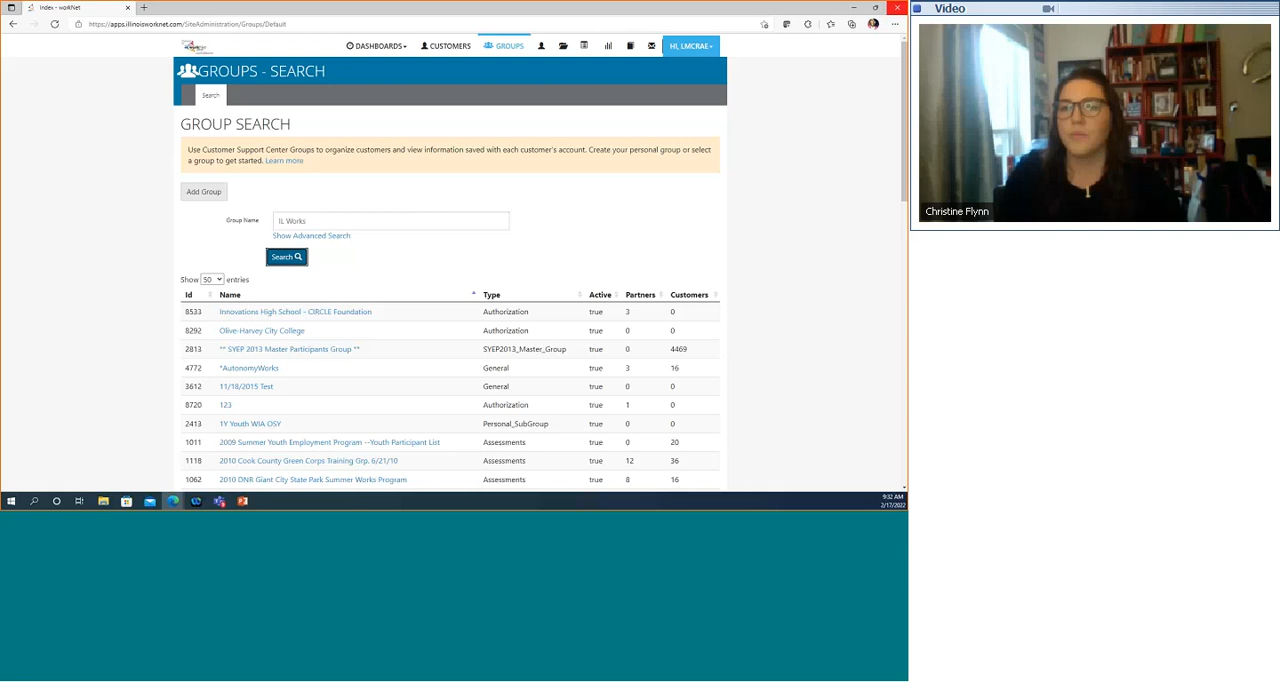 Index - workNet
https://apps.illinoisworknet.com/SiteAdministration/Groups/Default
DASHBOARDS
CUSTOMERS
GROUPS
HI, LMCRAE
GROUPS - SEARCH
Search
GROUP SEARCH
Use Customer Support Center Groups to organize customers and view information saved with each customer's account. Create your personal group or select
a group to get started. Learn more
Add Group
Group Name
IL Works
Show Advanced Search
Search
Show 50 entries
Id Name Type Active Partners Customers
8533 Innovations High School - CIRCLE Foundation Authorization true 3 0
8292 Olive-Harvey City College Authorization true 0 0
2813 ** SYEP 2013 Master Participants Group ** SYEP2013_Master_Group true 0 4469
4772 *AutonomyWorks General true 3 16
3612 11/18/2015 Test General true 0 0
8720 123 Authorization true 1 0
2413 1Y Youth WIA OSY Personal_SubGroup true 0 0
1011 2009 Summer Youth Employment Program --Youth Participant List Assessments true 0 20
1118 2010 Cook County Green Corps Training Grp. 6/21/10 Assessments true 12 36
1062 2010 DNR Giant City State Park Summer Works Program Assessments true 8 16
9:32 AM
2/17/2022
Video
Christine Flynn